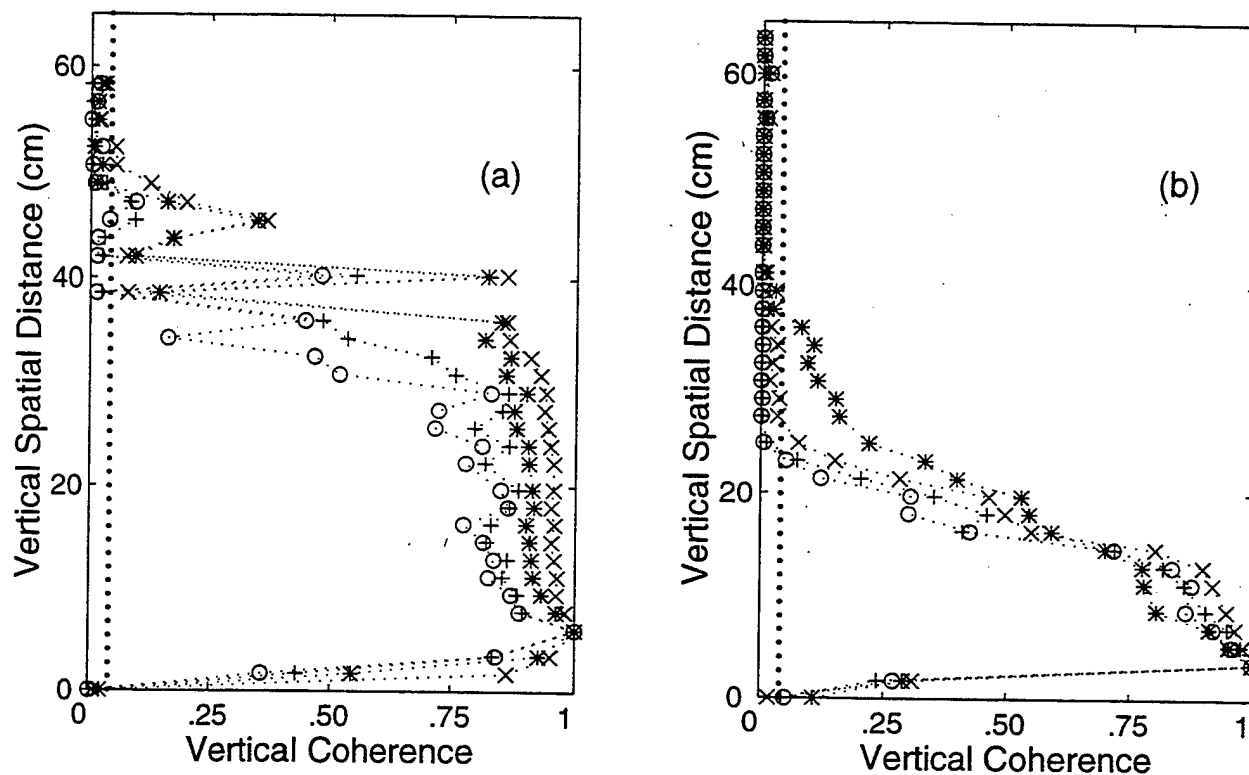 (a)
Vertical Spatial Distance (cm)
60
40
20
0
0 .25 .50 .75 1
Vertical Coherence
(b)
Vertical Spatial Distance (cm)
60
40
20
0
0 .25 .50 .75 1
Vertical Coherence